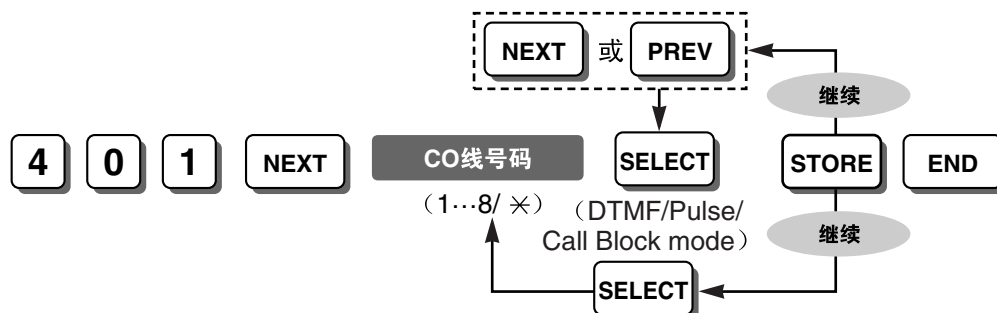 NEXT 或 PREV
继续
4 0 1 NEXT CO线号码 SELECT STORE END
(1···8/ ✳)
(DTMF/Pulse/
Call Block mode)
继续
SELECT